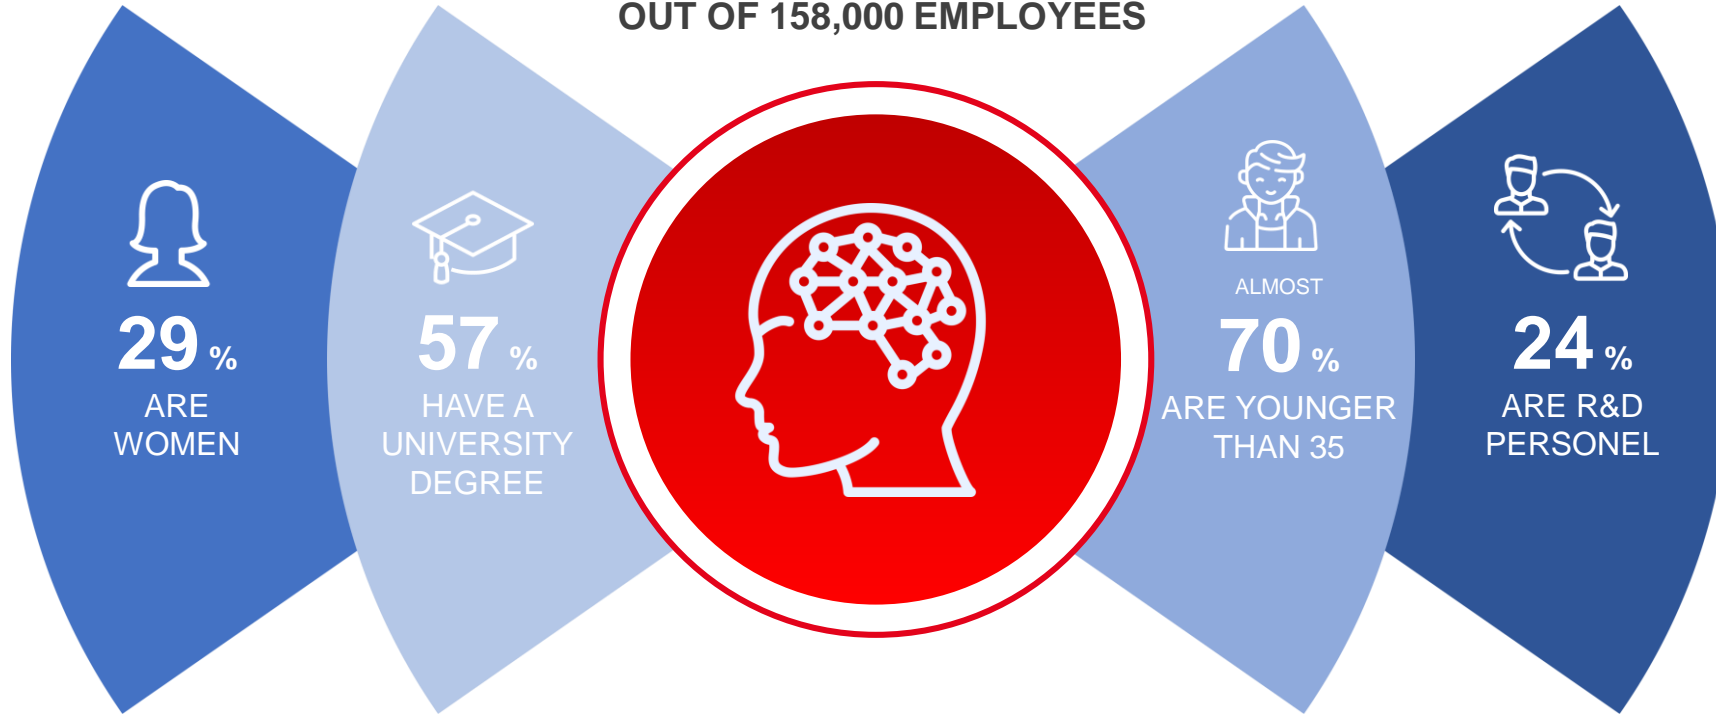 OUT OF 158,000 EMPLOYEES
29 %
ARE
WOMEN
57 %
HAVE A
UNIVERSITY
DEGREE
ALMOST
70 %
ARE YOUNGER
THAN 35
24 %
ARE R&D
PERSONEL